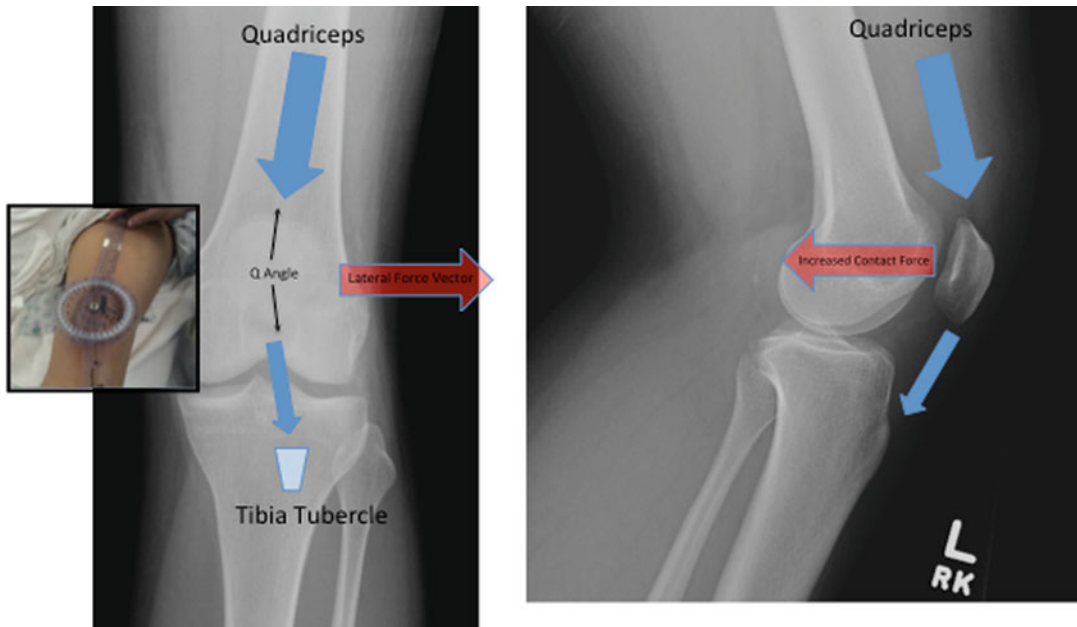 Quadriceps
Q Angle
Lateral Force Vector
Tibia Tubercle
Quadriceps
Increased Contact Force
L
RK